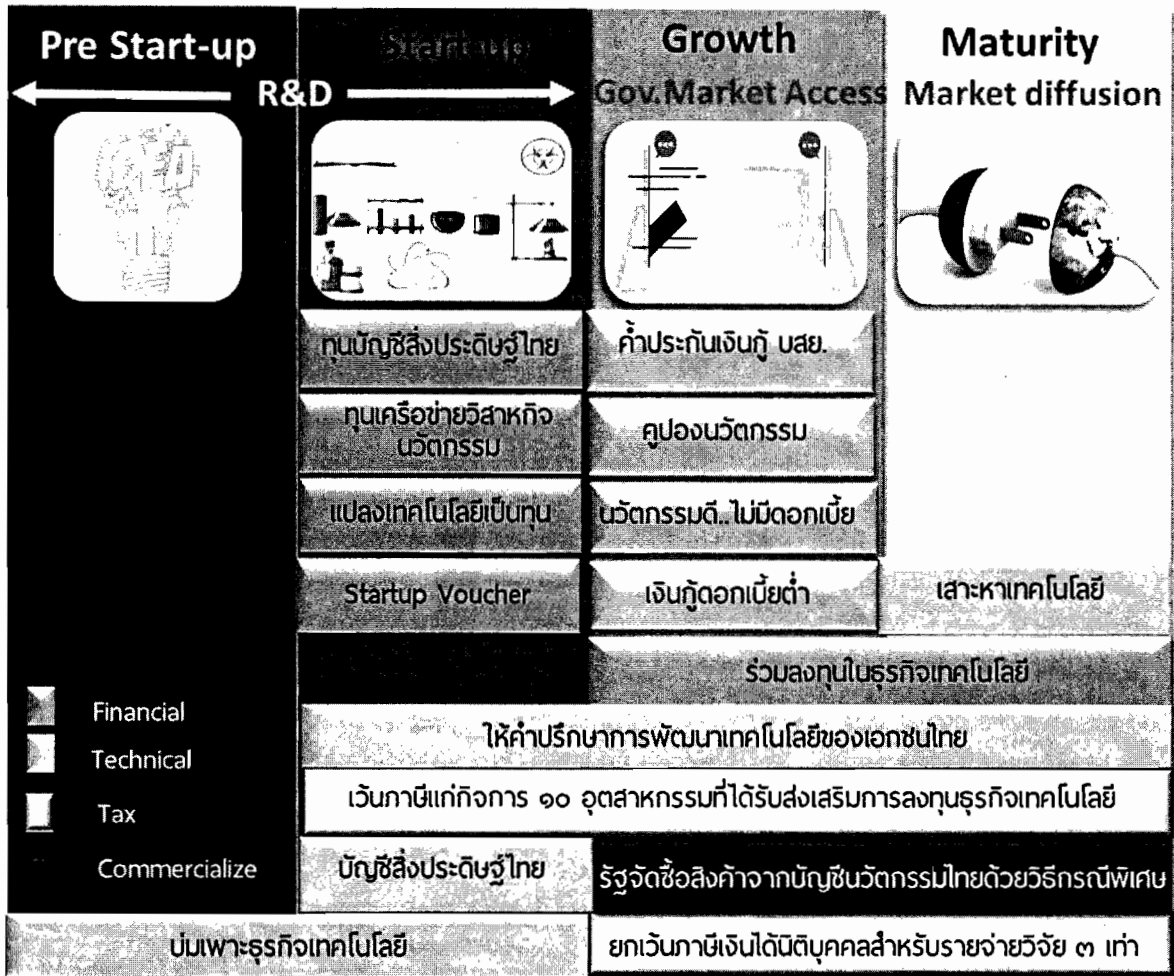 Pre Start-up
Start-up
Growth
Maturity
R&D
Gov.Market Access
Market diffusion
ทุนบัญชีสิ่งประดิษฐ์ไทย
ค้ำประกันเงินกู้ บสย.
ทุนเครือข่ายวิสาหกิจ
นวัตกรรม
คูปองนวัตกรรม
แปลงเทคโนโลยีเป็นทุน
นวัตกรรมดี..ไม่มีดอกเบี้ย
Startup Voucher
เงินกู้ดอกเบี้ยต่ำ
เสาะหาเทคโนโลยี
ร่วมลงทุนในธุรกิจเทคโนโลยี
Financial
ให้คำปรึกษาการพัฒนาเทคโนโลยีของเอกชนไทย
Technical
เว้นภาษีแก่กิจการ ๑๐ อุตสาหกรรมที่ได้รับส่งเสริมการลงทุนธุรกิจเทคโนโลยี
Tax
Commercialize
บัญชีสิ่งประดิษฐ์ไทย
รัฐจัดซื้อสินค้าจากบัญชีนวัตกรรมไทยด้วยวิธีกรณีพิเศษ
บ่มเพาะธุรกิจเทคโนโลยี
ยกเว้นภาษีเงินได้นิติบุคคลสำหรับรายจ่ายวิจัย ๓ เท่า